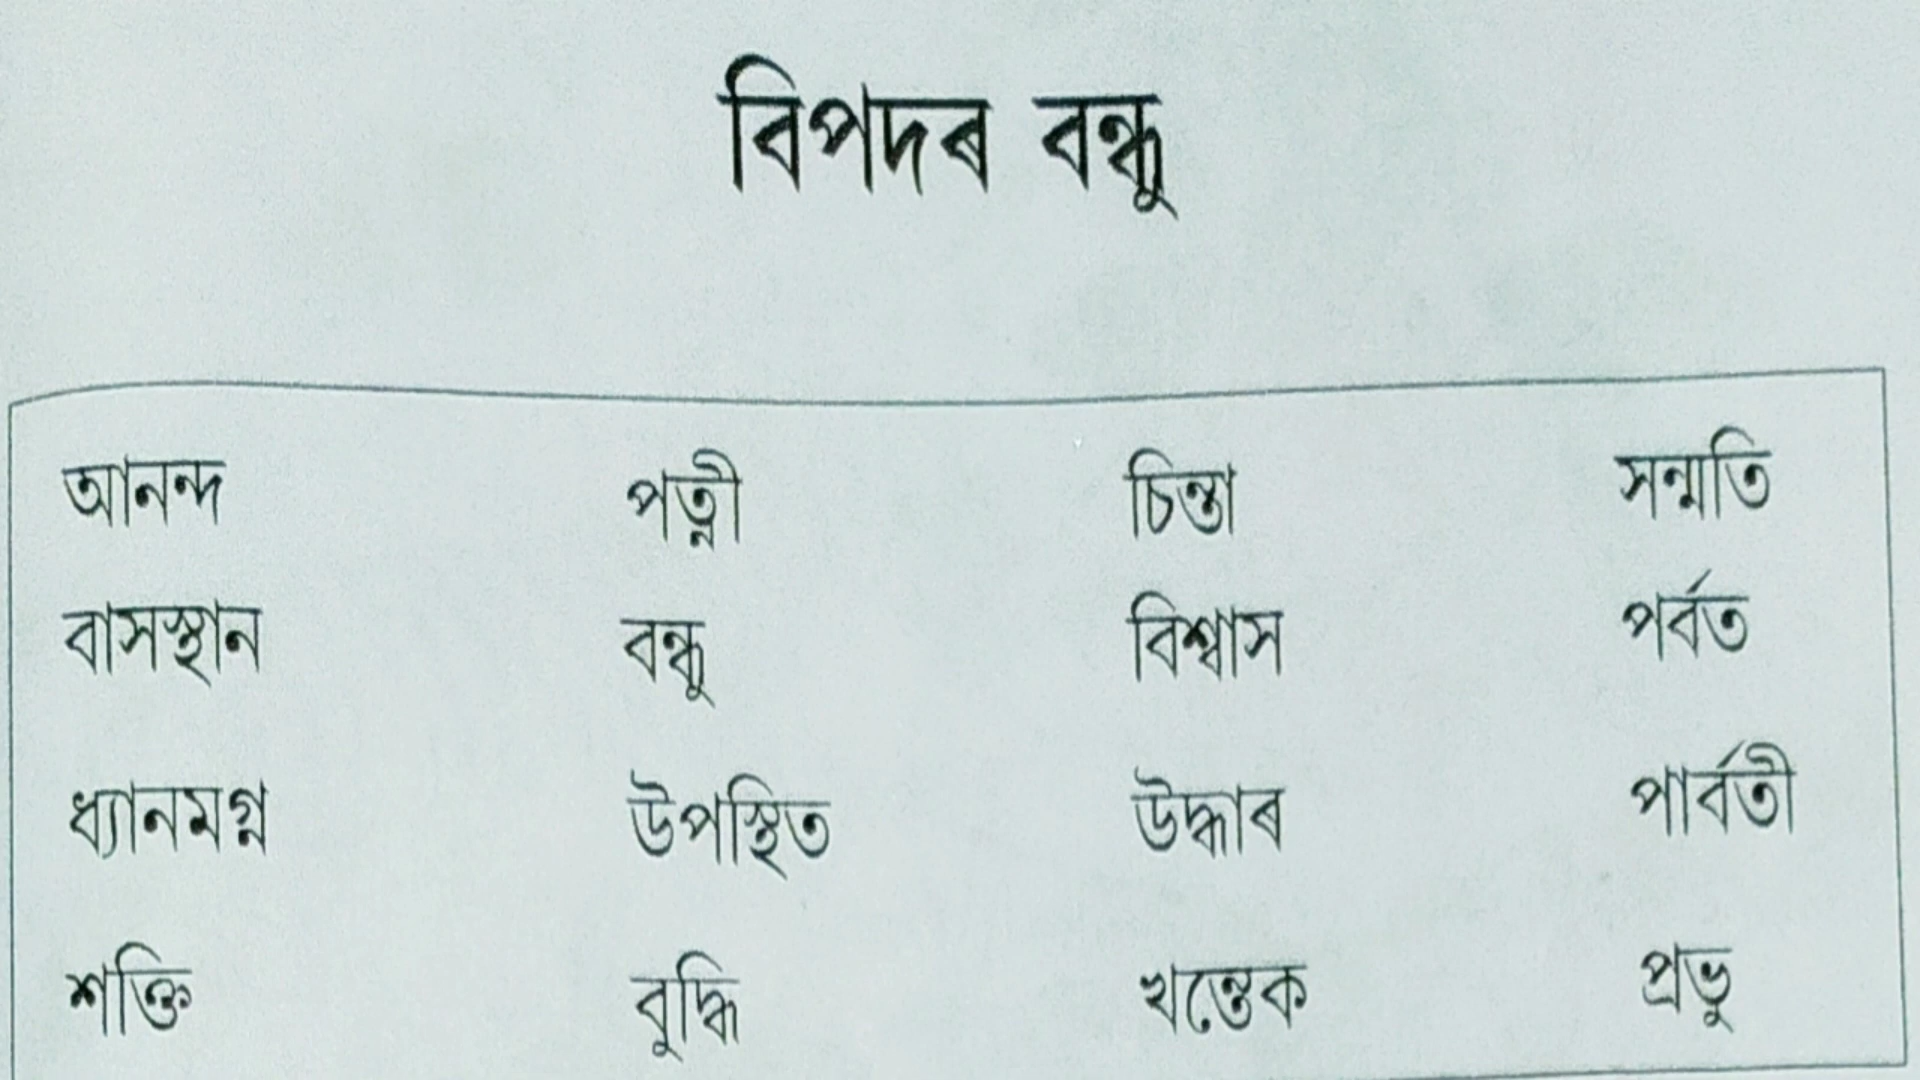 বিপদৰ বন্ধু
আনন্দ পত্নী চিন্তা সন্মতি
বাসস্থান বন্ধু বিশ্বাস পৰ্বত
ধ্যানমগ্ন উপস্থিত উদ্ধাৰ পাৰ্বতী
শক্তি বুদ্ধি খন্তেক প্ৰভু